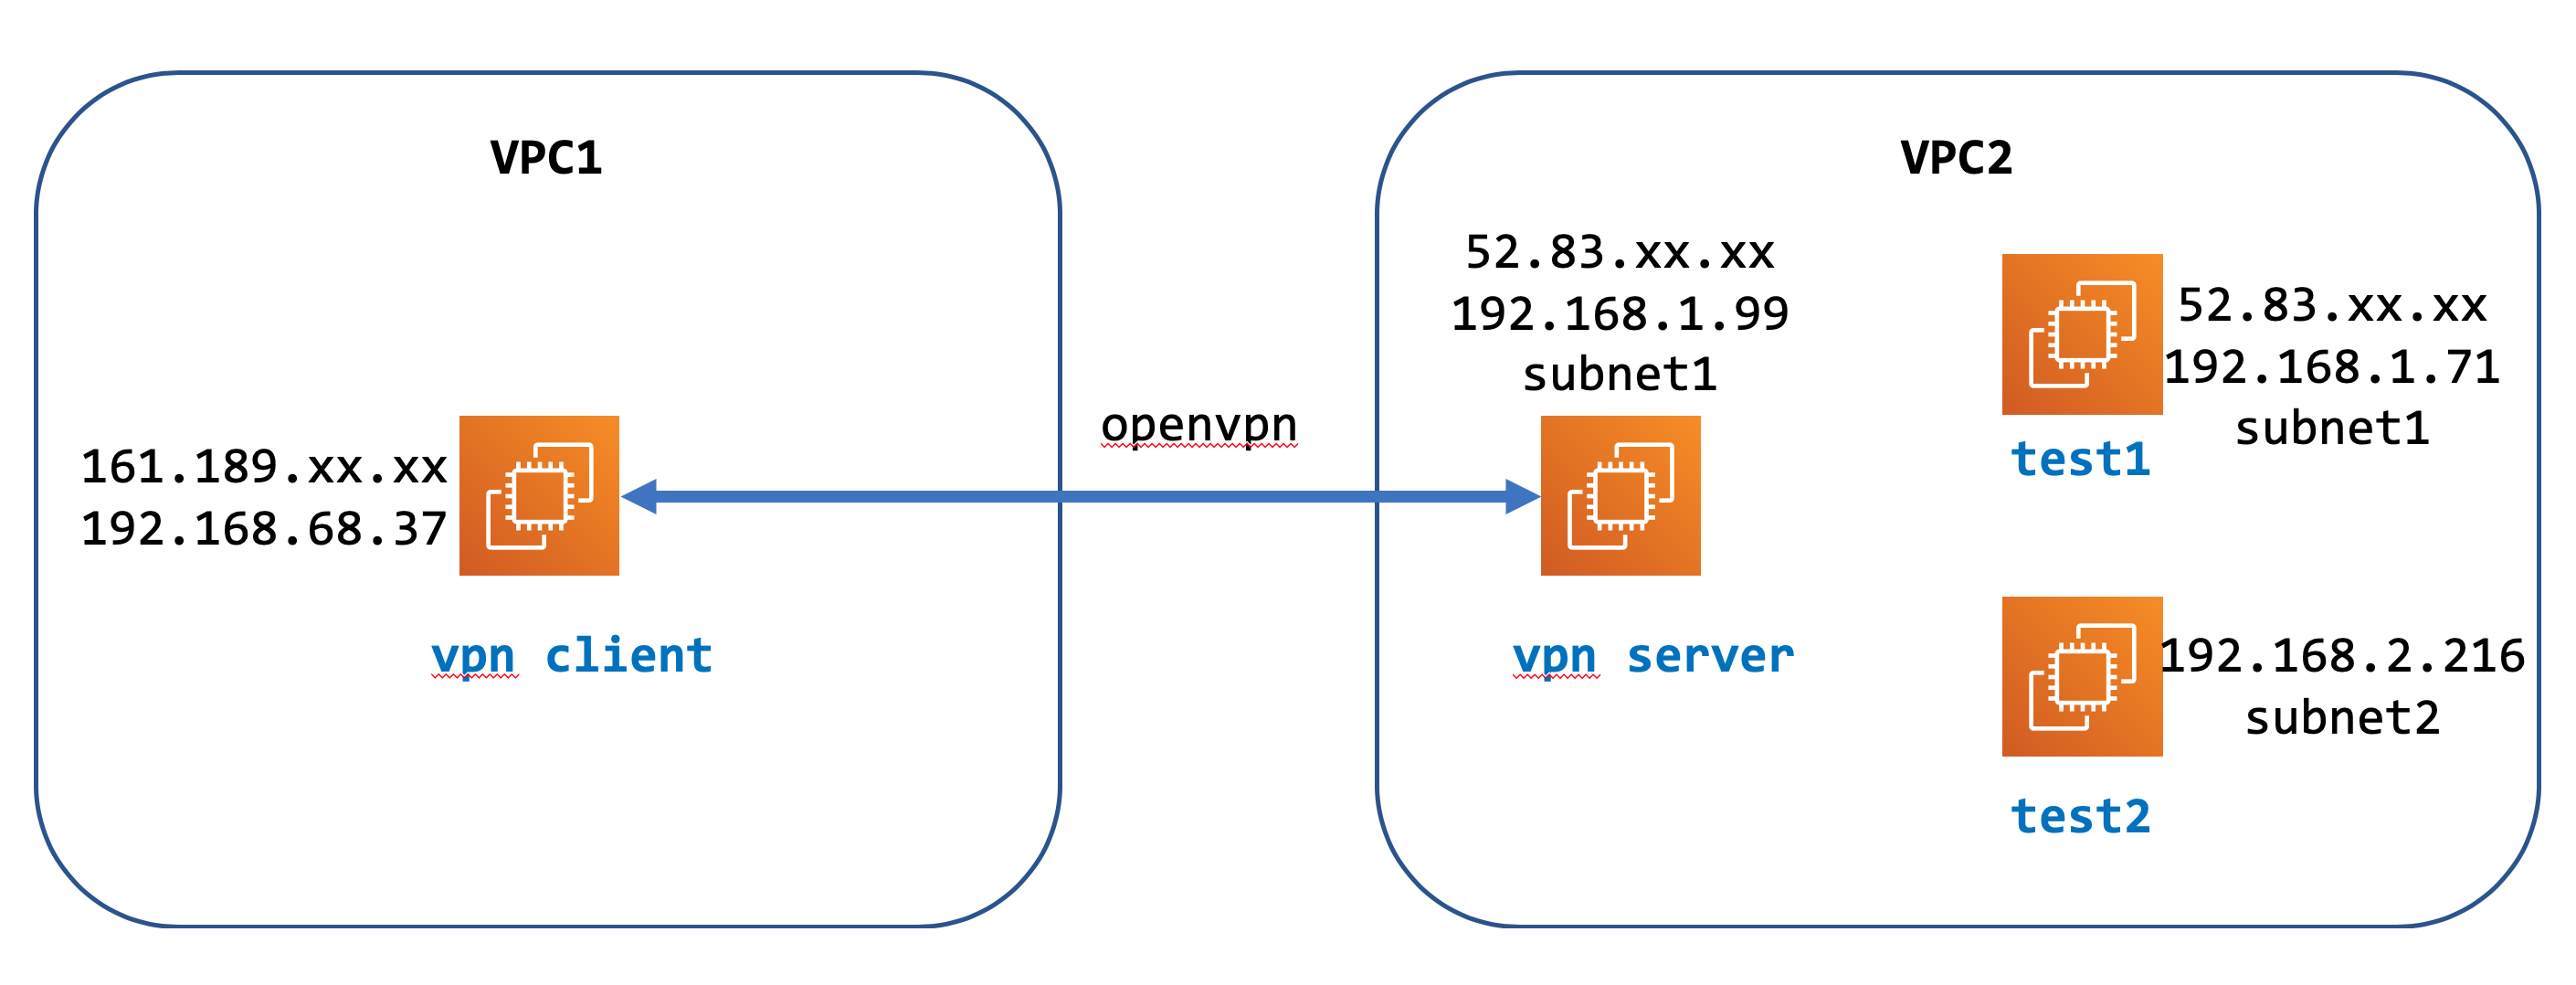 VPC1
161.189.xx.xx
192.168.68.37
vpn client
openvpn
VPC2
52.83.xx.xx
192.168.1.99
subnet1
vpn server
52.83.xx.xx
192.168.1.71
subnet1
test1
192.168.2.216
subnet2
test2